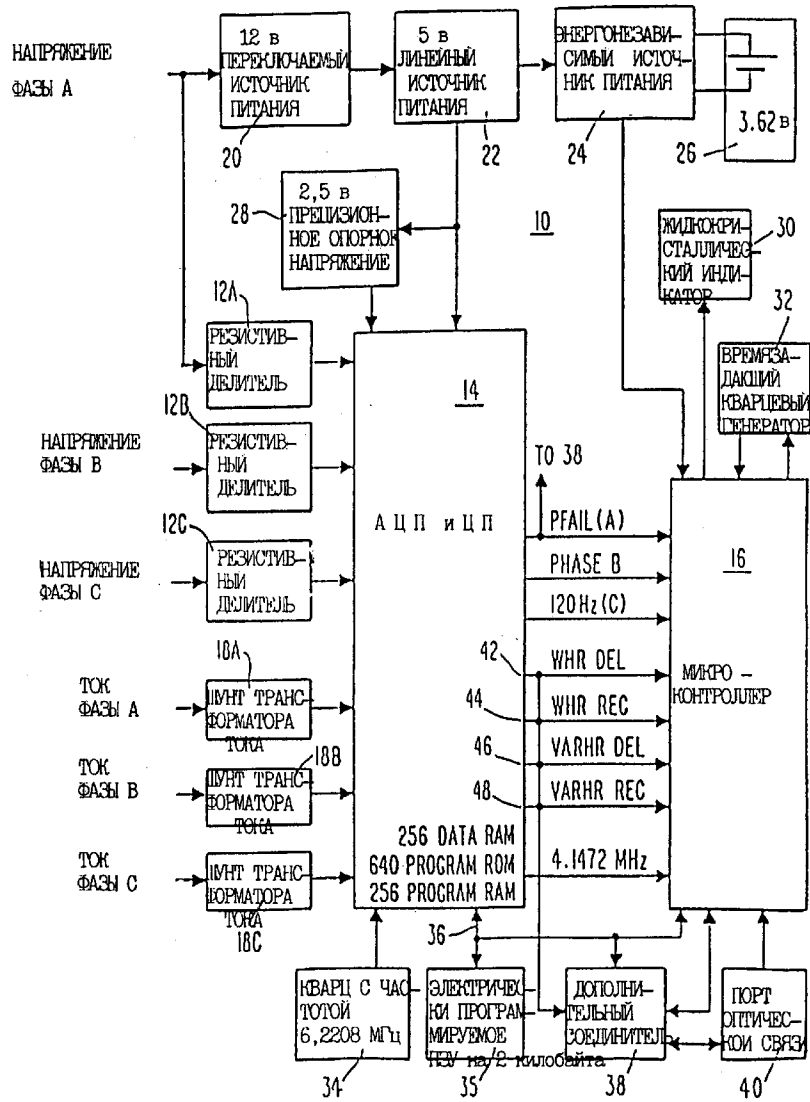 НАПРЯЖЕНИЕ
ФАЗЫ А
12 в
ПЕРЕКЛЮЧАЕМЫЙ
ИСТОЧНИК
ПИТАНИЯ
20
5 в
ЛИНЕЙНЫЙ
ИСТОЧНИК
ПИТАНИЯ
22
ЭНЕРГОНЕЗАВИ-
СИМЫЙ ИСТОЧ-
НИК ПИТАНИЯ
24
3.62 в
26
28
2,5 в
ПРЕЦИЗИОН-
НОЕ ОПОРНОЕ
НАПРЯЖЕНИЕ
10
ЖИДКОКРИ-
СТАЛЛИЧЕС-
КИЙ ИНДИ-
КАТОР
30
12A
РЕЗИСТИВ-
НЫЙ
ДЕЛИТЕЛЬ
32
ВРЕМЯЗА-
ДАЮЩИЙ
КВАРЦЕВЫЙ
ГЕНЕРАТОР
14
НАПРЯЖЕНИЕ
ФАЗЫ В
12B
РЕЗИСТИВ-
НЫЙ
ДЕЛИТЕЛЬ
TO 38
АЦП и ЦП
PFAIL(A)
PHASE B
120Hz(C)
16
НАПРЯЖЕНИЕ
ФАЗЫ С
12C
РЕЗИСТИВ-
НЫЙ
ДЕЛИТЕЛЬ
42
WHR DEL
МИКРО-
КОНТРОЛЛЕР
44
WHR REC
46
VARHR DEL
48
VARHR REC
ТОК
ФАЗЫ А
18A
ШУНТ ТРАНС-
ФОРМАТОРА
ТОКА
ТОК
ФАЗЫ В
18B
ШУНТ ТРАНС-
ФОРМАТОРА
ТОКА
ТОК
ФАЗЫ С
ШУНТ ТРАНС-
ФОРМАТОРА
ТОКА
18C
256 DATA RAM
640 PROGRAM ROM
256 PROGRAM RAM
4.1472 MHz
36
КВАРЦ С ЧАС-
ТОТОЙ
6,2208 МГц
34
ЭЛЕКТРИЧЕС-
КИ ПРОГРАМ-
МИРУЕМОЕ
ПЗУ на 2 килобайта
35
ДОПОЛНИ-
ТЕЛЬНЫЙ
СОЕДИНИТЕЛЬ
38
ПОРТ
ОПТИЧЕС-
КОЙ СВЯЗИ
40